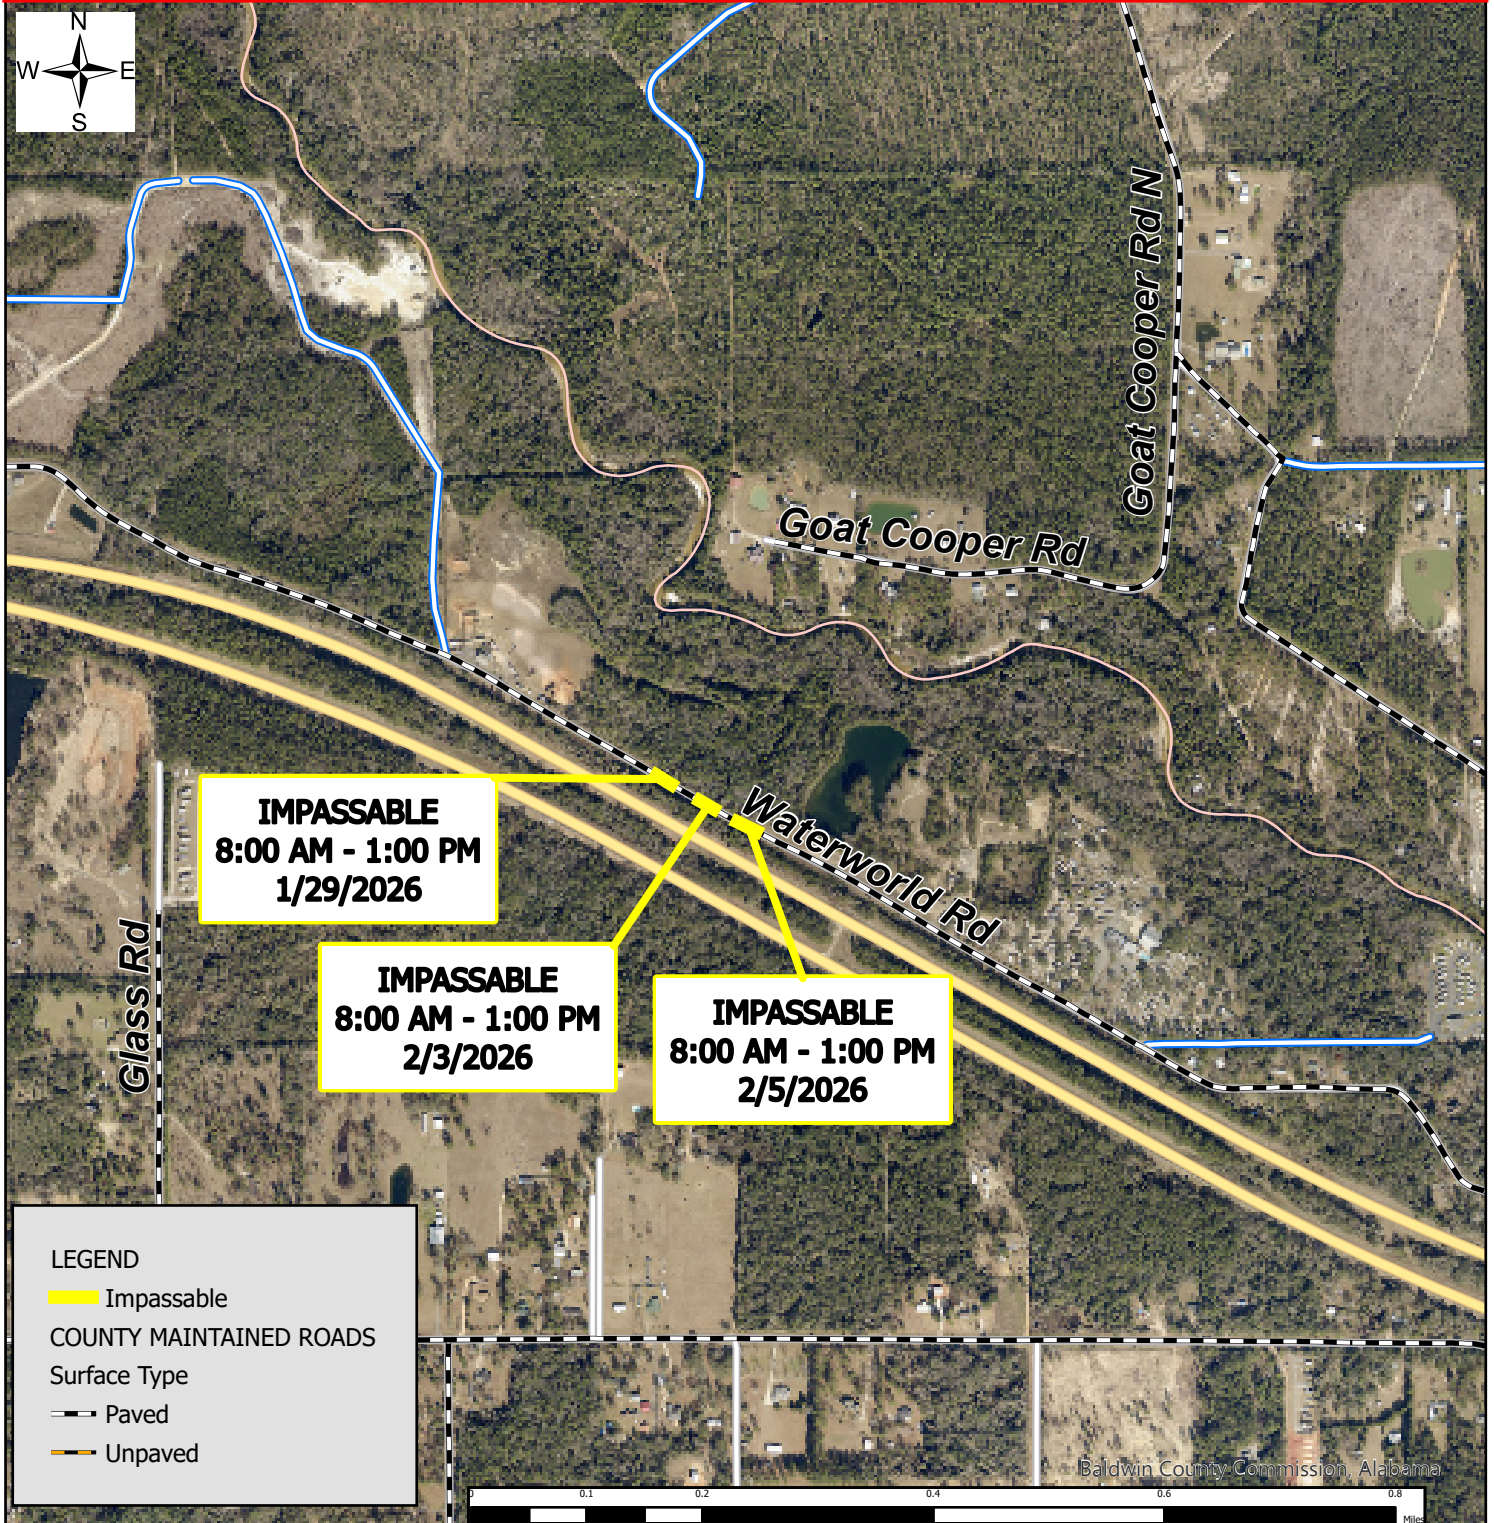 N
W E
S
Goat Cooper Rd N
Goat Cooper Rd
Waterworld Rd
IMPASSABLE
8:00 AM - 1:00 PM
1/29/2026
IMPASSABLE
8:00 AM - 1:00 PM
2/3/2026
IMPASSABLE
8:00 AM - 1:00 PM
2/5/2026
Glass Rd
LEGEND
Impassable
COUNTY MAINTAINED ROADS
Surface Type
Paved
Unpaved
Baldwin County Commission, Alabama
0 0.1 0.2 0.4 0.6 0.8
Miles